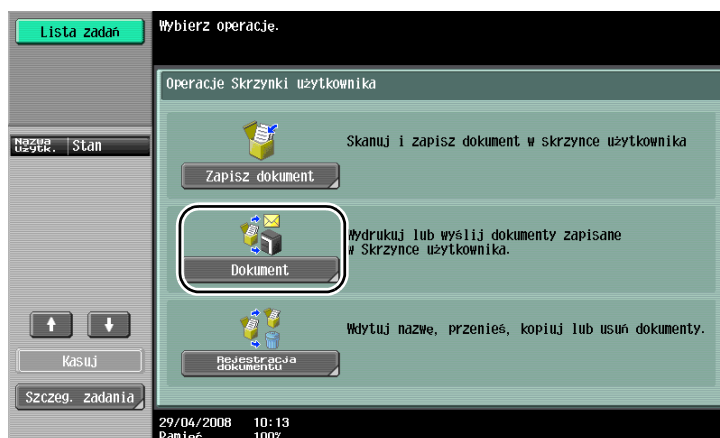 Lista zadań
Wybierz operację.
Operacje Skrzynki użytkownika
Nazwa użytk.
Stan
Skanuj i zapisz dokument w skrzynce użytkownika
Zapisz dokument
Wydrukuj lub wyślij dokumenty zapisane
w Skrzynce użytkownika.
Dokument
Wdytuj nazwę, przenieś, kopiuj lub usuń dokumenty.
Rejestracja
dokumentu
Kasuj
Szczeg. zadania
29/04/2008 10:13
Pamięć 100%